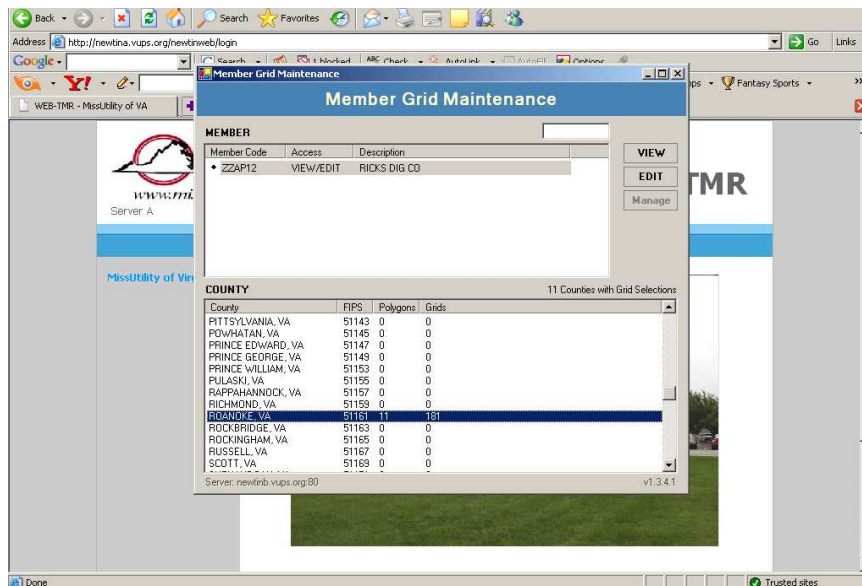 Back Search Favorites
Address http://newtina.vups.org/newtinweb/login Go Links
Google Search 51 blocked ABC Check AutoLink AutoFill Options
Y! Fantasy Sports
WEB-TMR - MissUtility of VA
Member Grid Maintenance
Member Grid Maintenance
MEMBER
Member Code Access Description VIEW
ZZAP12 VIEW/EDIT RICKS DIG CO EDIT
TMR
Manage
www.mi
Server A
MissUtility of Vir
COUNTY 11 Counties with Grid Selections
County FIPS Polygons Grids
PITTSYLVANIA, VA 51143 0 0
POWHATAN, VA 51145 0 0
PRINCE EDWARD, VA 51147 0 0
PRINCE GEORGE, VA 51149 0 0
PRINCE WILLIAM, VA 51153 0 0
PULASKI, VA 51155 0 0
RAPPAHANNOCK, VA 51157 0 0
RICHMOND, VA 51159 0 0
ROANOKE, VA 51161 11 181
ROCKBRIDGE, VA 51163 0 0
ROCKINGHAM, VA 51165 0 0
RUSSELL, VA 51167 0 0
SCOTT, VA 51169 0 0
Server: newtinb.vups.org:80 v1.3.4.1
Done Trusted sites